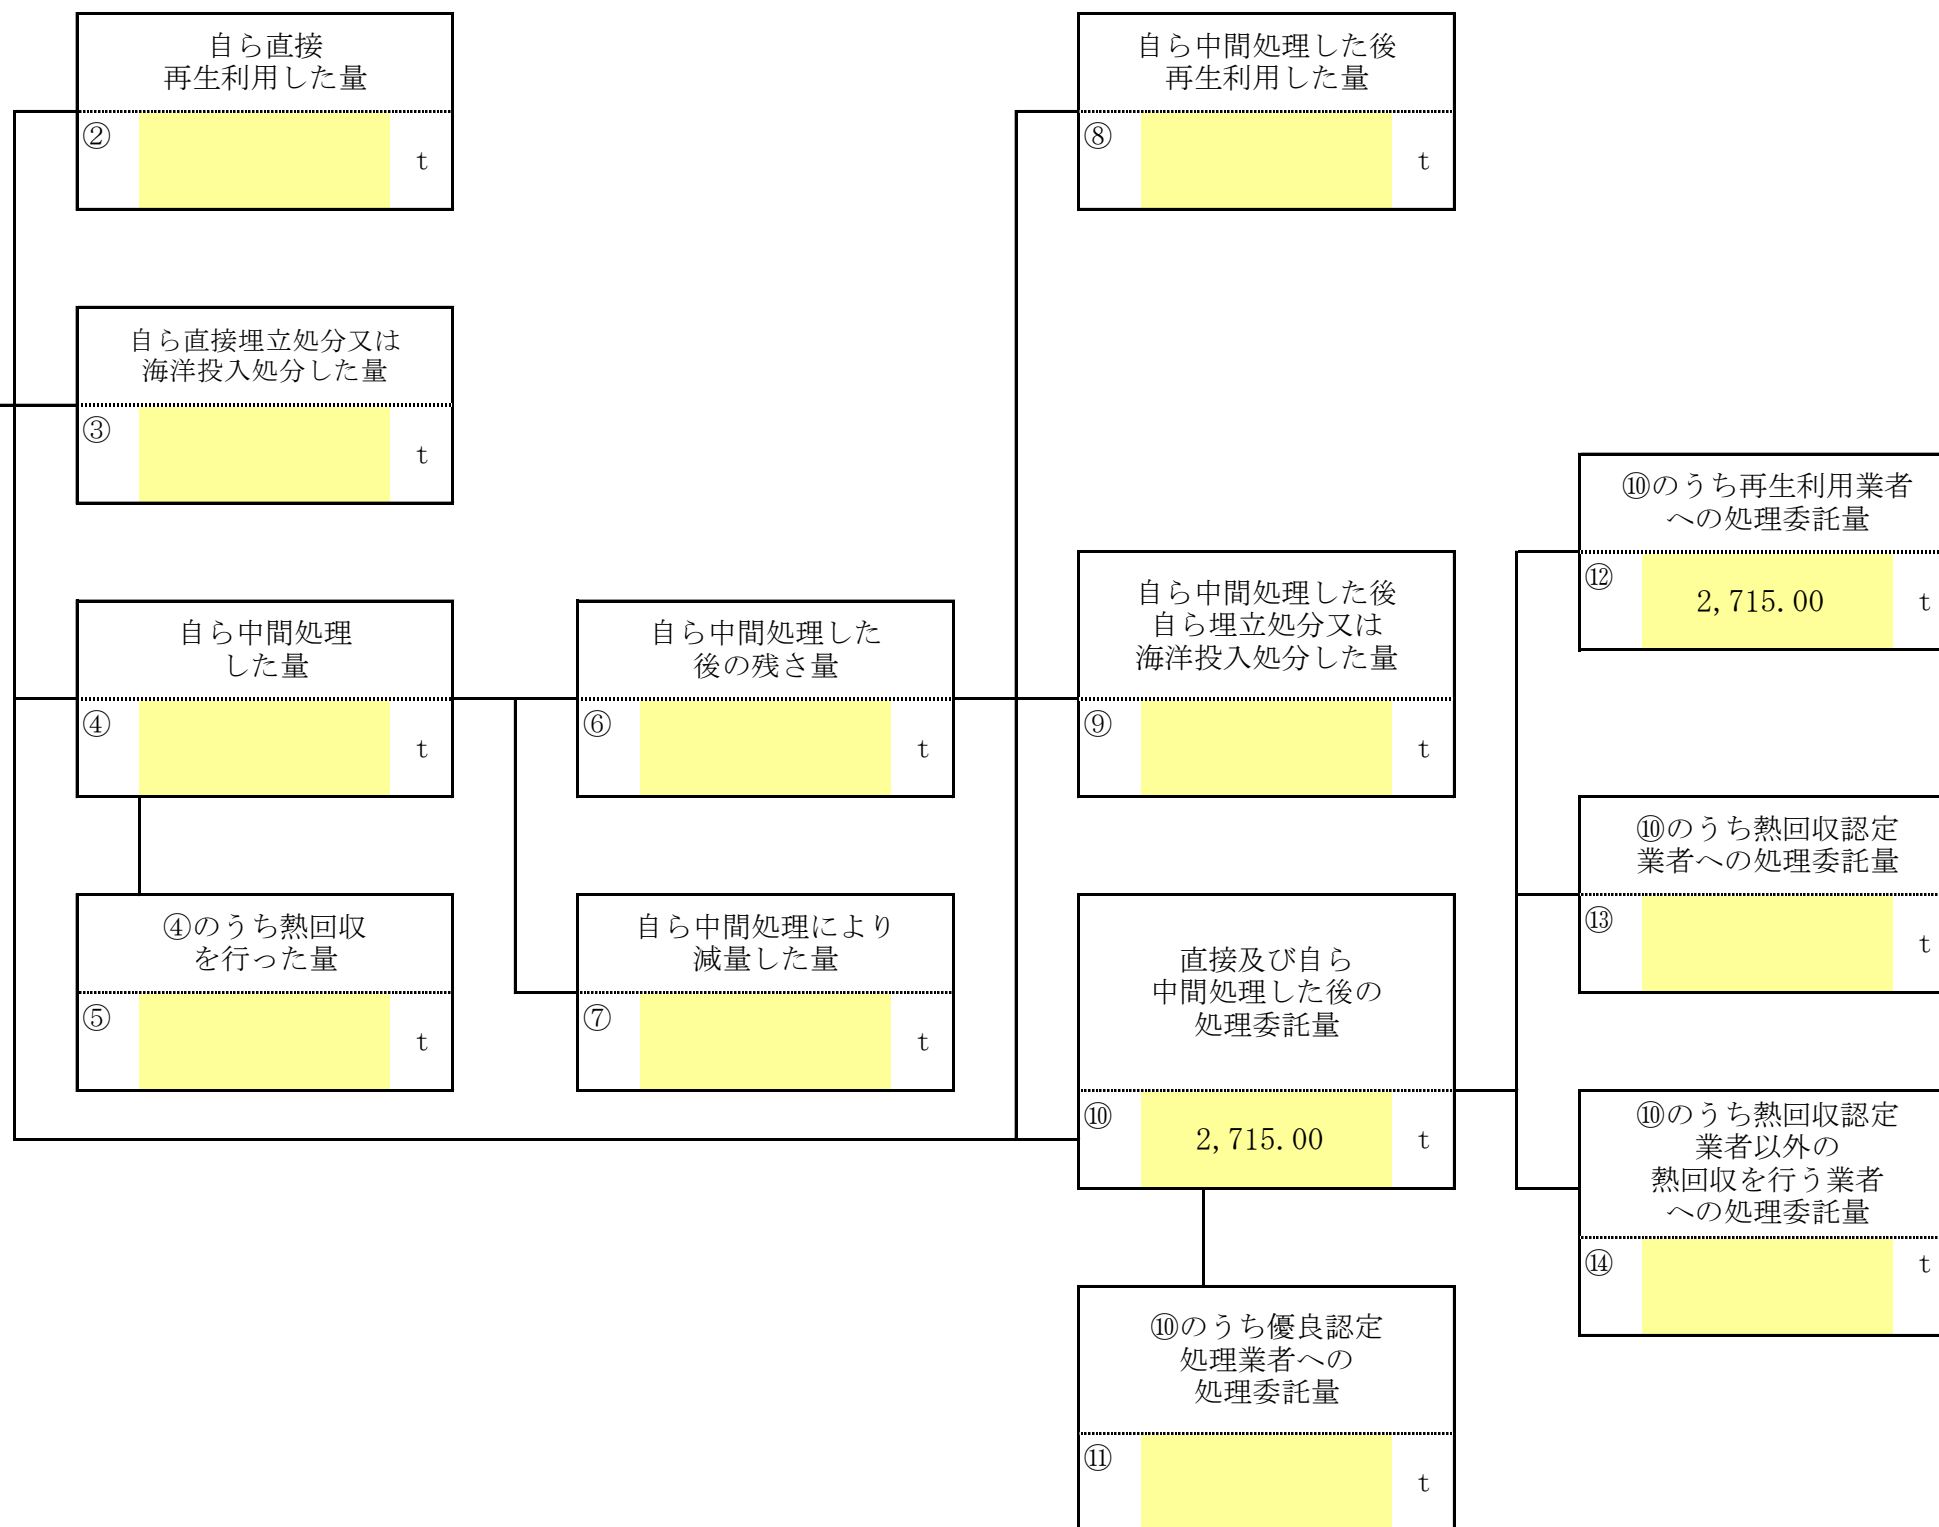 自ら直接
再生利用した量
②
t
自ら中間処理した後
再生利用した量
⑧
t
自ら直接埋立処分又は
海洋投入処分した量
③
t
⑩のうち再生利用業者
への処理委託量
⑫
2,715.00
t
自ら中間処理
した量
④
t
自ら中間処理した
後の残さ量
⑥
t
自ら中間処理した後
自ら埋立処分又は
海洋投入処分した量
⑨
t
⑩のうち熱回収認定
業者への処理委託量
⑬
t
④のうち熱回収
を行った量
⑤
t
自ら中間処理により
減量した量
⑦
t
直接及び自ら
中間処理した後の
処理委託量
⑩
2,715.00
t
⑩のうち熱回収認定
業者以外の
熱回収を行う業者
への処理委託量
⑭
t
⑩のうち優良認定
処理業者への
処理委託量
⑪
t